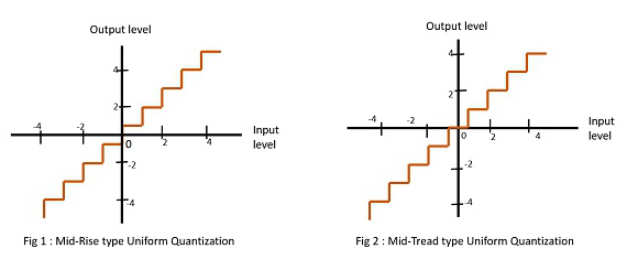 Output level
4
2
-4
-2
0
2
4
Input
level
-2
-4
Fig 1 : Mid-Rise type Uniform Quantization
Output level
4
2
-4
-2
0
2
4
Input
level
-2
-4
Fig 2 : Mid-Tread type Uniform Quantization